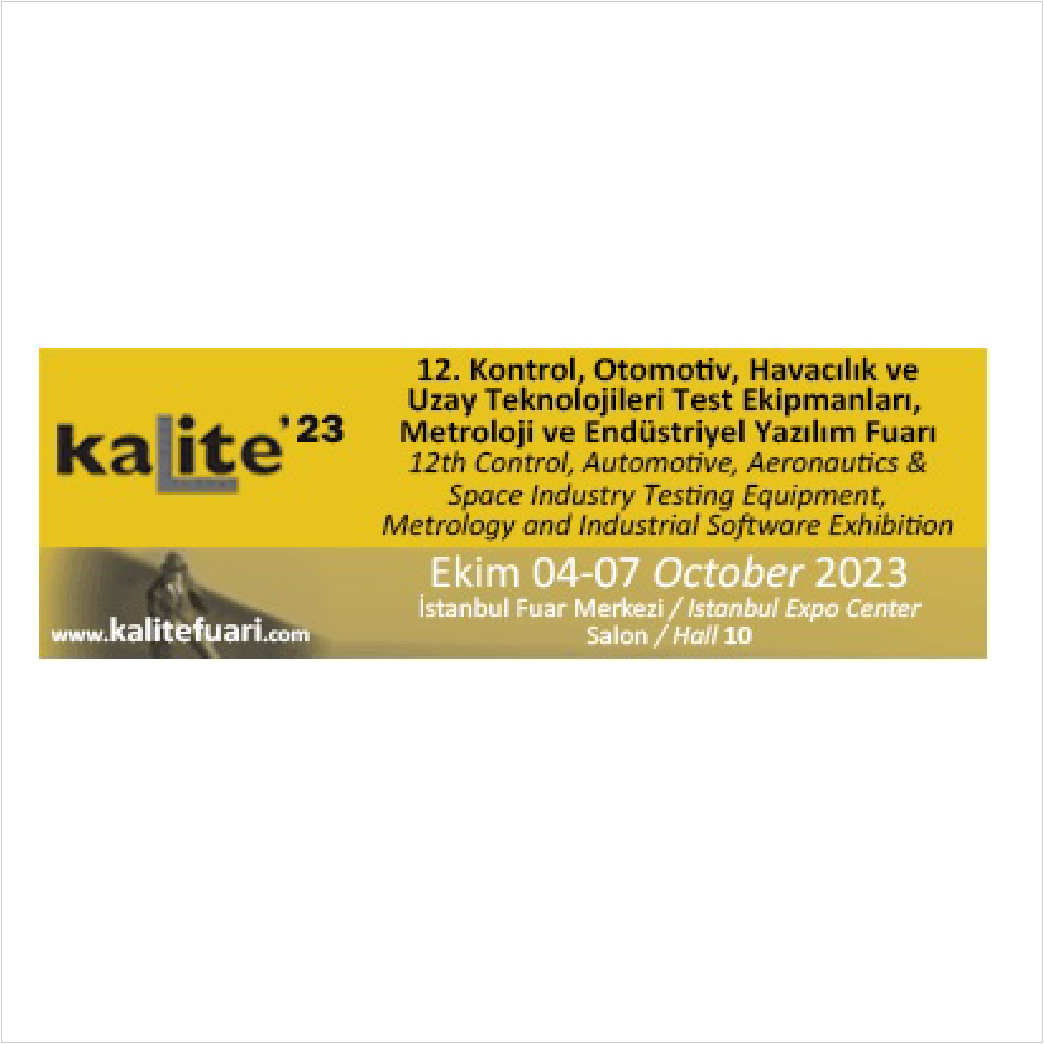 kaLite '23
12. Kontrol, Otomotiv, Havacılık ve
Uzay Teknolojileri Test Ekipmanları,
Metroloji ve Endüstriyel Yazılım Fuarı
12th Control, Automotive, Aeronautics &
Space Industry Testing Equipment,
Metrology and Industrial Software Exhibition
Ekim 04-07 October 2023
İstanbul Fuar Merkezi / Istanbul Expo Center
Salon / Hall 10
www.kalitefuari.com